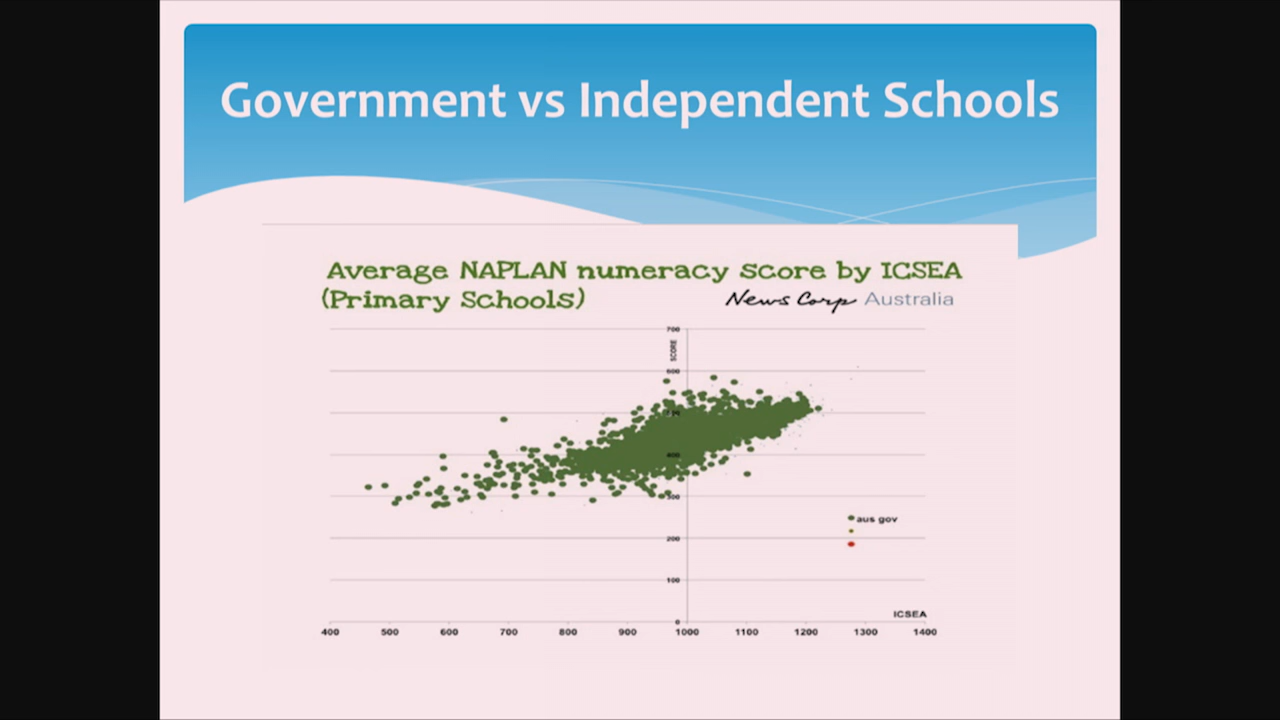 Government vs Independent Schools
Average NAPLAN numeracy score by ICSEA
(Primary Schools)
News Corp Australia
700
SCORE
600
500
400
300
200
100
0
aus gov
ICSEA
400 500 600 700 800 900 1000 1100 1200 1300 1400